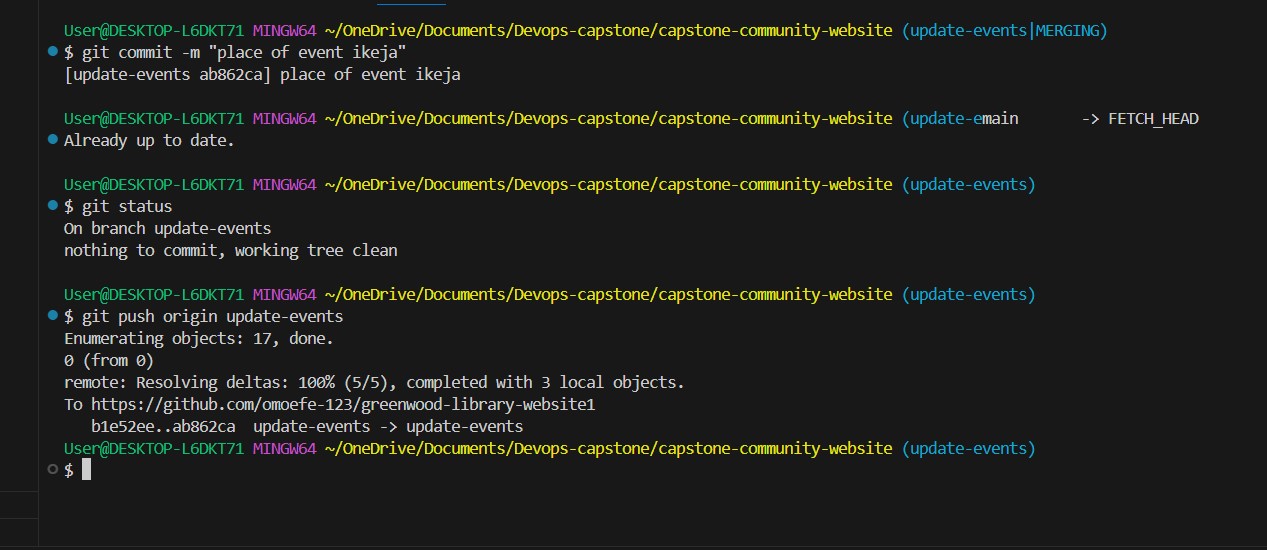 User@DESKTOP-L6DKT71 MINGW64 ~/OneDrive/Documents/Devops-capstone/capstone-community-website (update-events|MERGING)
$ git commit -m "place of event ikeja"
[update-events ab862ca] place of event ikeja
User@DESKTOP-L6DKT71 MINGW64 ~/OneDrive/Documents/Devops-capstone/capstone-community-website (update-emain       -> FETCH_HEAD
Already up to date.
User@DESKTOP-L6DKT71 MINGW64 ~/OneDrive/Documents/Devops-capstone/capstone-community-website (update-events)
$ git status
On branch update-events
nothing to commit, working tree clean
User@DESKTOP-L6DKT71 MINGW64 ~/OneDrive/Documents/Devops-capstone/capstone-community-website (update-events)
$ git push origin update-events
Enumerating objects: 17, done.
0 (from 0)
remote: Resolving deltas: 100% (5/5), completed with 3 local objects.
To https://github.com/omoefe-123/greenwood-library-website1
   b1e52ee..ab862ca  update-events -> update-events
User@DESKTOP-L6DKT71 MINGW64 ~/OneDrive/Documents/Devops-capstone/capstone-community-website (update-events)
$